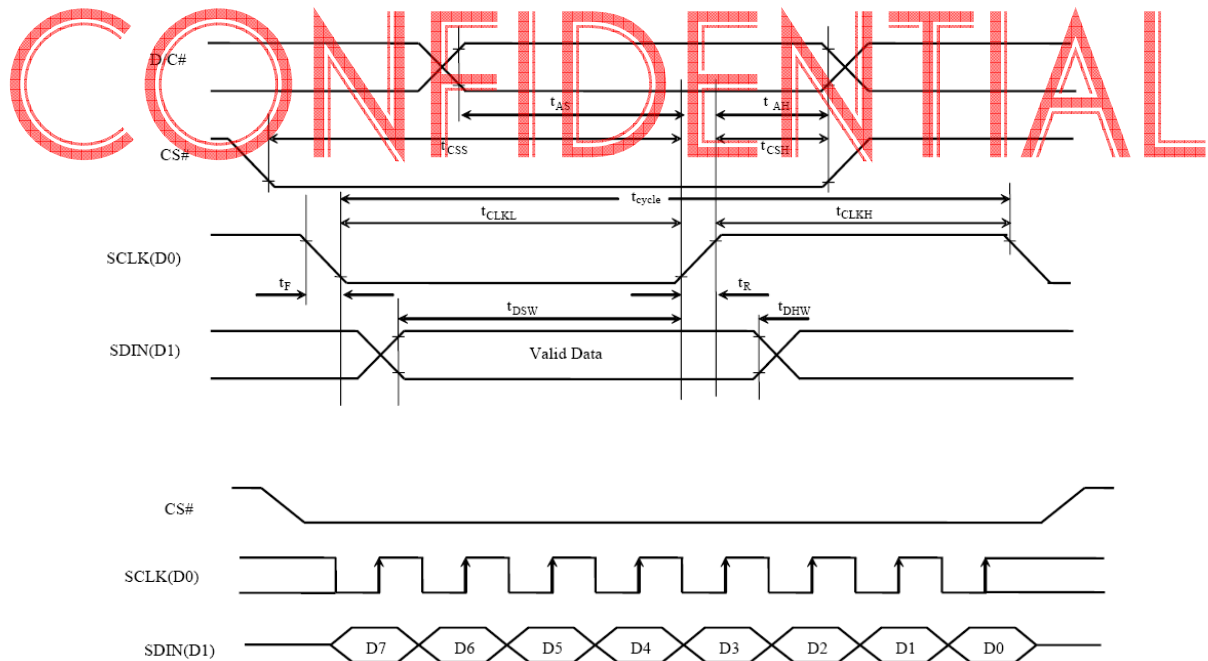 CONFIDENTIAL
D/C#
tAS
tAH
CS#
tCSS
tCSH
tcycle
tCLKL
tCLKH
SCLK(D0)
tF
tR
tDSW
tDHW
SDIN(D1)
Valid Data
CS#
SCLK(D0)
SDIN(D1)
D7 D6 D5 D4 D3 D2 D1 D0